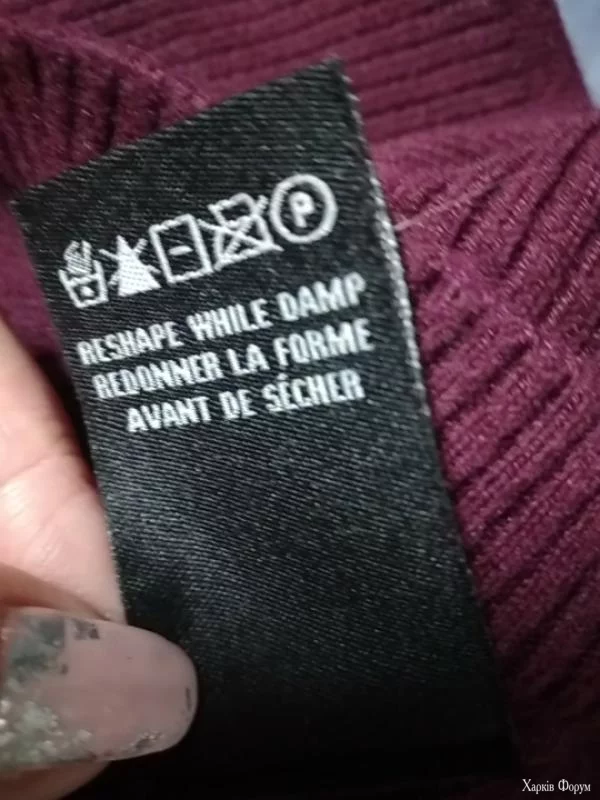 P
RESHAPE WHILE DAMP
REDONNER LA FORME
AVANT DE SÉCHER
Харків Форум